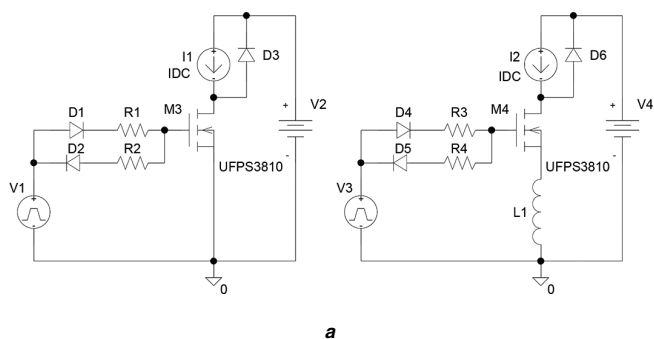 I1
IDC
D3
V2
+
-
D1
R1
M3
D2
R2
UFPS3810
V1
0
I2
IDC
D6
V4
+
-
D4
R3
M4
D5
R4
UFPS3810
V3
L1
0
a